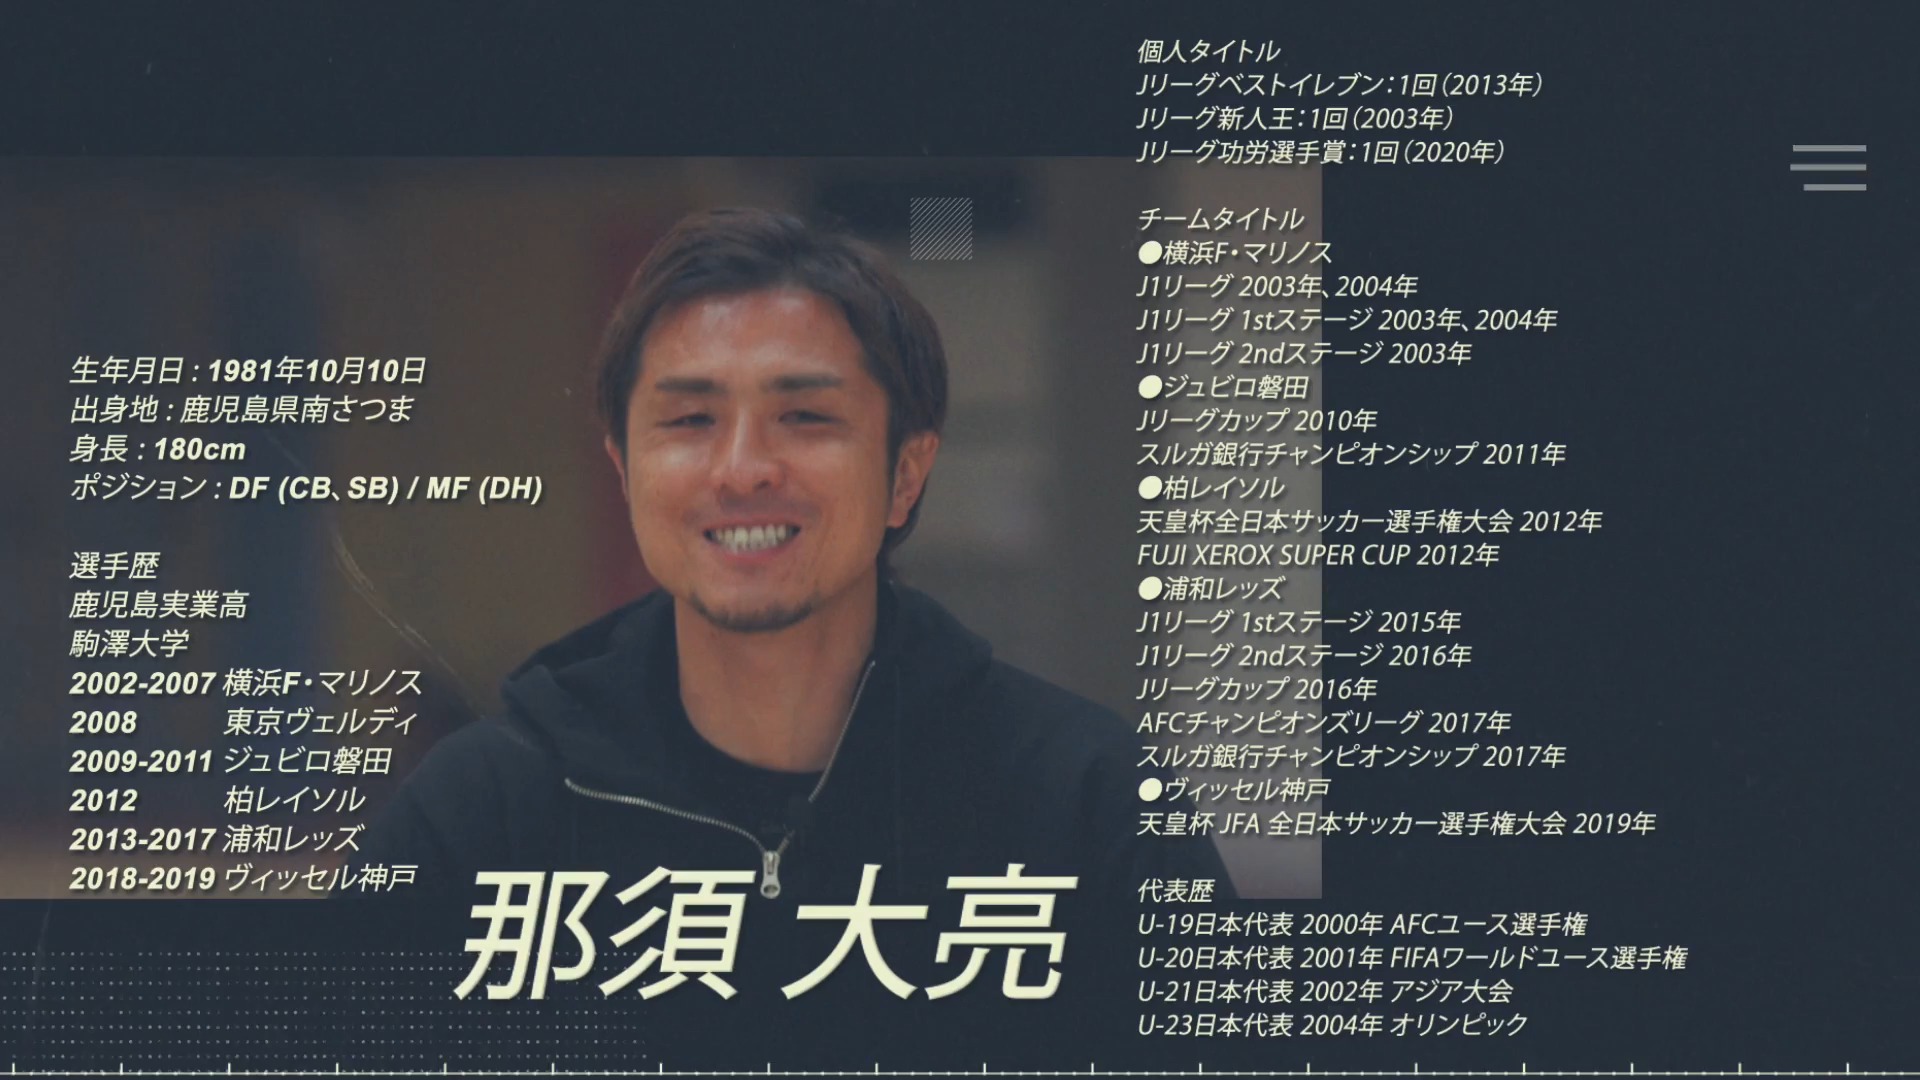 生年月日 : 1981年10月10日
出身地 : 鹿児島県南さつま
身長 : 180cm
ポジション : DF (CB、SB) / MF (DH)
選手歴
鹿児島実業高
駒澤大学
2002-2007 横浜F・マリノス
2008 東京ヴェルディ
2009-2011 ジュビロ磐田
2012 柏レイソル
2013-2017 浦和レッズ
2018-2019 ヴィッセル神戸
那須 大亮
個人タイトル
Jリーグベストイレブン：1回（2013年）
Jリーグ新人王：1回（2003年）
Jリーグ功労選手賞：1回（2020年）
チームタイトル
●横浜F・マリノス
J1リーグ 2003年、2004年
J1リーグ 1stステージ 2003年、2004年
J1リーグ 2ndステージ 2003年
●ジュビロ磐田
Jリーグカップ 2010年
スルガ銀行チャンピオンシップ 2011年
●柏レイソル
天皇杯全日本サッカー選手権大会 2012年
FUJI XEROX SUPER CUP 2012年
●浦和レッズ
J1リーグ 1stステージ 2015年
J1リーグ 2ndステージ 2016年
Jリーグカップ 2016年
AFCチャンピオンズリーグ 2017年
スルガ銀行チャンピオンシップ 2017年
●ヴィッセル神戸
天皇杯 JFA 全日本サッカー選手権大会 2019年
代表歴
U-19日本代表 2000年 AFCユース選手権
U-20日本代表 2001年 FIFAワールドユース選手権
U-21日本代表 2002年 アジア大会
U-23日本代表 2004年 オリンピック